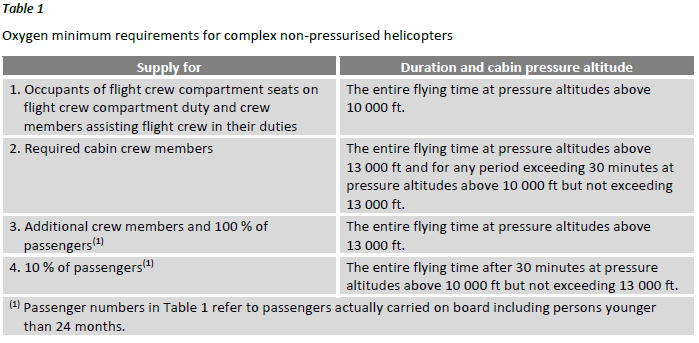 Table 1
Oxygen minimum requirements for complex non-pressurised helicopters
Supply for
Duration and cabin pressure altitude
1. Occupants of flight crew compartment seats on
flight crew compartment duty and crew
members assisting flight crew in their duties
The entire flying time at pressure altitudes above
10 000 ft.
2. Required cabin crew members
The entire flying time at pressure altitudes above
13 000 ft and for any period exceeding 30 minutes at
pressure altitudes above 10 000 ft but not exceeding
13 000 ft.
3. Additional crew members and 100 % of
passengers(1)
The entire flying time at pressure altitudes above
13 000 ft.
4. 10 % of passengers(1)
The entire flying time after 30 minutes at pressure
altitudes above 10 000 ft but not exceeding 13 000 ft.
(1) Passenger numbers in Table 1 refer to passengers actually carried on board including persons younger
than 24 months.